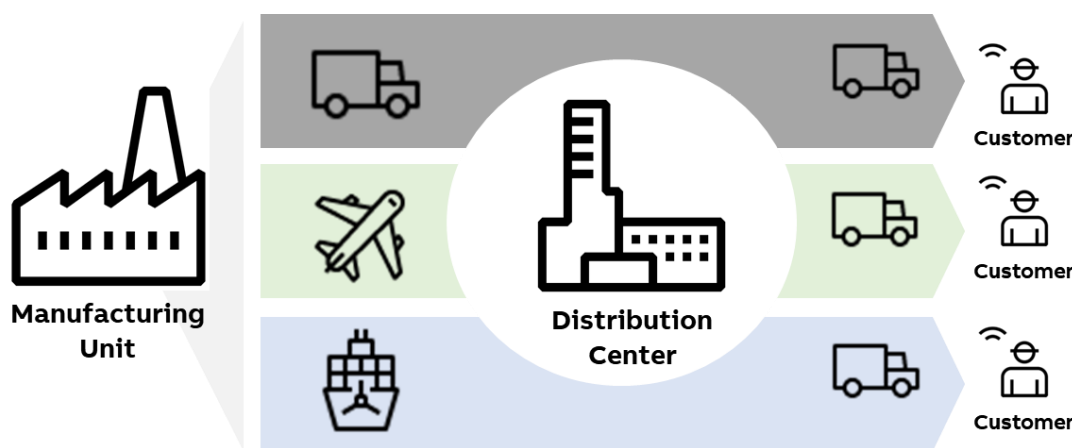 Customer
Customer
Manufacturing
Unit
Distribution
Center
Customer